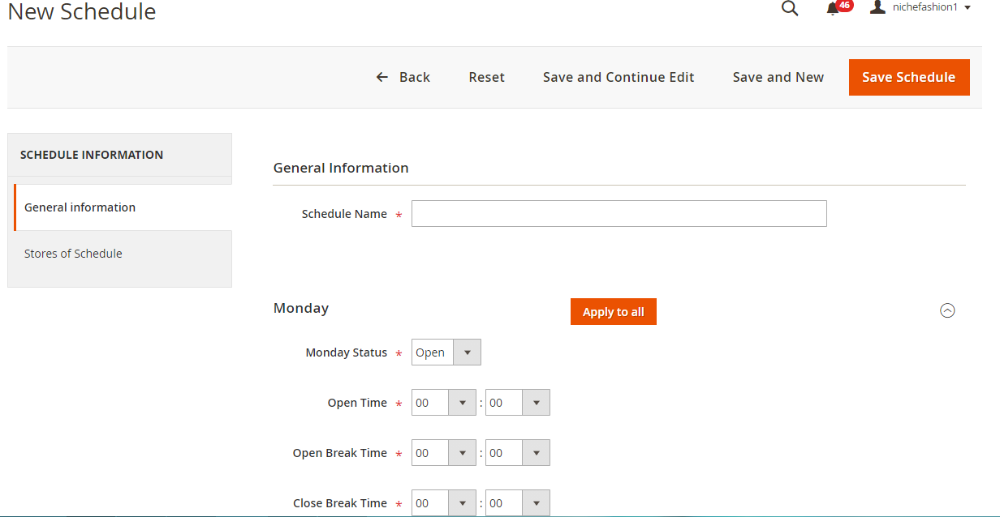 New Schedule
46
nichefashion1
Back
Reset
Save and Continue Edit
Save and New
Save Schedule
SCHEDULE INFORMATION
General information
Stores of Schedule
General Information
Schedule Name *
Monday
Apply to all
Monday Status * Open
Open Time * 00 : 00
Open Break Time * 00 : 00
Close Break Time * 00 : 00